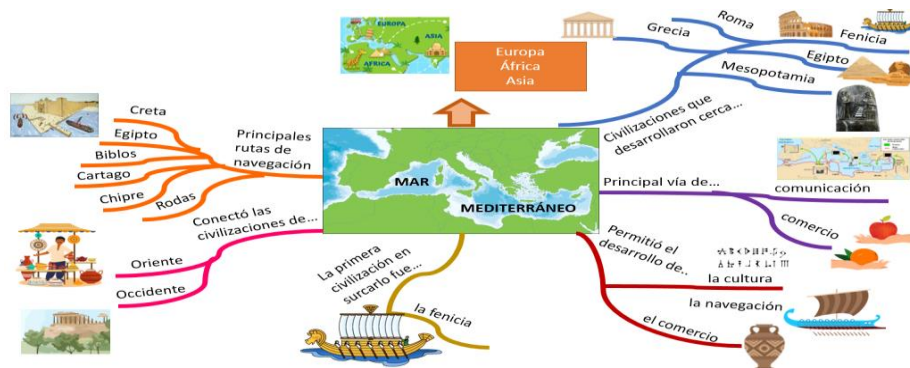 EUROPA
ASIA
AFRICA
Europa
África
Asia
Roma
Grecia
Fenicia
Egipto
Mesopotamia
Civilizaciones que
desarrollaron cerca...
Creta
Egipto
Biblos
Cartago
Chipre
Rodas
Principales
rutas de
navegación
MAR
MEDITERRÁNEO
Principal vía de...
comunicación
comercio
Conectó las
civilizaciones de...
Oriente
Occidente
La primera
civilización en
surcarlo fue...
la fenicia
Permitió el
desarrollo de..
la cultura
la navegación
el comercio